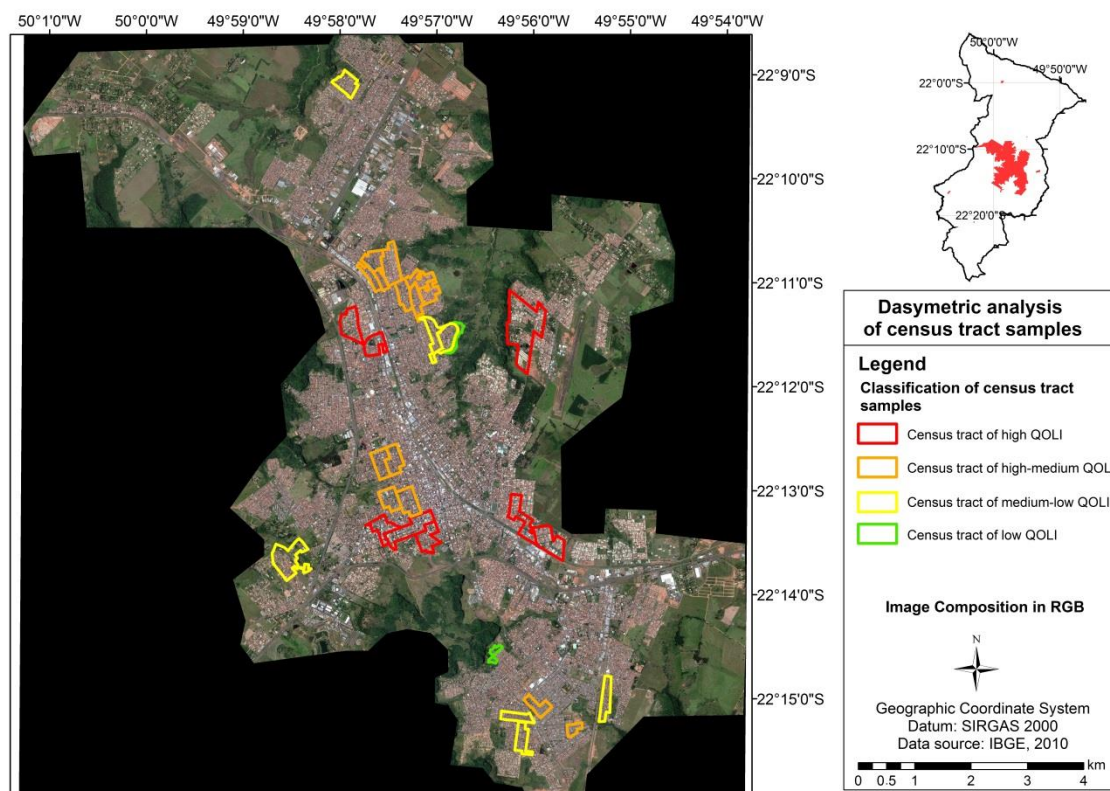 50°1'0"W 50°0'0"W 49°59'0"W 49°58'0"W 49°57'0"W 49°56'0"W 49°55'0"W 49°54'0"W
22°9'0"S
22°10'0"S
22°11'0"S
22°12'0"S
22°13'0"S
22°14'0"S
22°15'0"S
50°0'0"W
49°50'0"W
22°0'0"S
22°10'0"S
22°20'0"S
Dasymetric analysis
of census tract samples
Legend
Classification of census tract
samples
Census tract of high QOLI
Census tract of high-medium QOL
Census tract of medium-low QOLI
Census tract of low QOLI
Image Composition in RGB
N
Geographic Coordinate System
Datum: SIRGAS 2000
Data source: IBGE, 2010
km
0 0.5 1 2 3 4